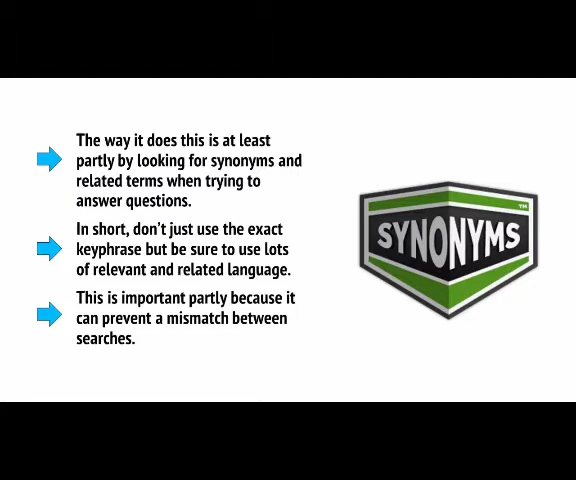 The way it does this is at least
partly by looking for synonyms and
related terms when trying to
answer questions.
In short, don't just use the exact
keyphrase but be sure to use lots
of relevant and related language.
This is important partly because it
can prevent a mismatch between
searches.
SYNONYMS
TM